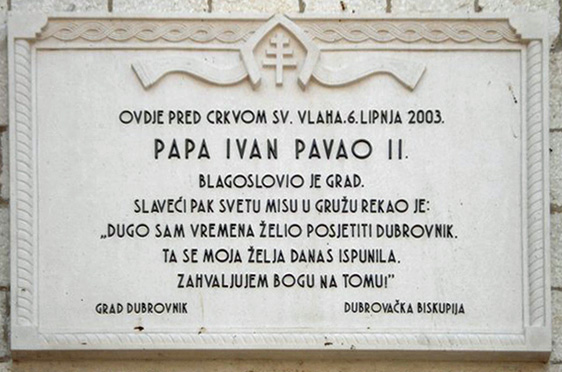 OVDJE PRED CRKVOM SV. VLAHA.6.LIPNJA 2003.
PAPA IVAN PAVAO II.
BLAGOSLOVIO JE GRAD.
SLAVEĆI PAK SVETU MISU U GRUŽU REKAO JE:
„DUGO SAM VREMENA ŽELIO POSJETITI DUBROVNIK.
TA SE MOJA ŽELJA DANAS ISPUNILA.
ZAHVALJUJEM BOGU NA TOMU!"
GRAD DUBROVNIK DUBROVAČKA BISKUPIJA